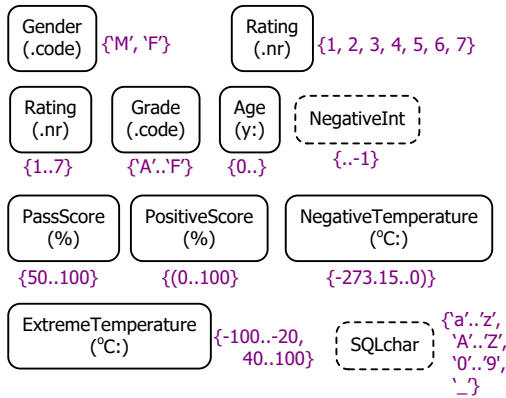 Gender
(.code)
{‘M’, ‘F’}
Rating
(.nr)
{1, 2, 3, 4, 5, 6, 7}
Rating
(.nr)
{1..7}
Grade
(.code)
{‘A’..‘F’}
Age
(y:)
{0..}
NegativeInt
{..-1}
PassScore
(%)
{50..100}
PositiveScore
(%)
{(0..100}
NegativeTemperature
(°C:)
{-273.15..0)}
ExtremeTemperature
(°C:)
{-100..-20,
40..100}
SQLchar
{‘a’..’z’,
‘A’..’Z’,
‘0’..’9’,
‘_’}